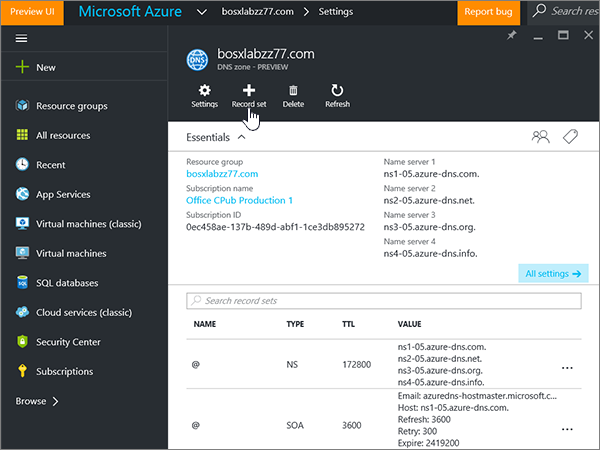 Preview UI
Microsoft Azure
bosxlabzz77.com > Settings
Report bug
Search res
New
Resource groups
All resources
Recent
App Services
Virtual machines (classic)
Virtual machines
SQL databases
Cloud services (classic)
Security Center
Subscriptions
Browse >
DNS
bosxlabzz77.com
DNS zone - PREVIEW
Settings
Record set
Delete
Refresh
Essentials
Resource group
bosxlabzz77.com
Subscription name
Office CPub Production 1
Subscription ID
0ec458ae-137b-489d-abf1-1ce3db895272
Name server 1
ns1-05.azure-dns.com.
Name server 2
ns2-05.azure-dns.net.
Name server 3
ns3-05.azure-dns.org.
Name server 4
ns4-05.azure-dns.info.
All settings →
Search record sets
NAME TYPE TTL VALUE
@ NS 172800
ns1-05.azure-dns.com.
ns2-05.azure-dns.net.
ns3-05.azure-dns.org.
ns4-05.azure-dns.info.
...
@ SOA 3600
Email: azuredns-hostmaster.microsoft.c...
Host: ns1-05.azure-dns.com.
Refresh: 3600
Retry: 300
Expire: 2419200
...